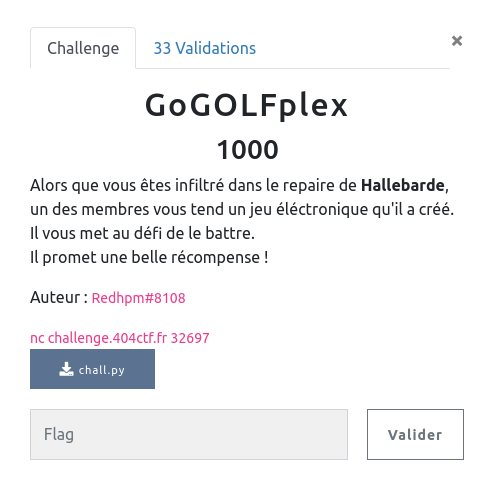 Challenge
33 Validations
×
GoGOLFplex
1000
Alors que vous êtes infiltré dans le repaire de Hallebarde,
un des membres vous tend un jeu éléctronique qu'il a créé.
Il vous met au défi de le battre.
Il promet une belle récompense !
Auteur : Redhpm#8108
nc challenge.404ctf.fr 32697
chall.py
Flag
Valider